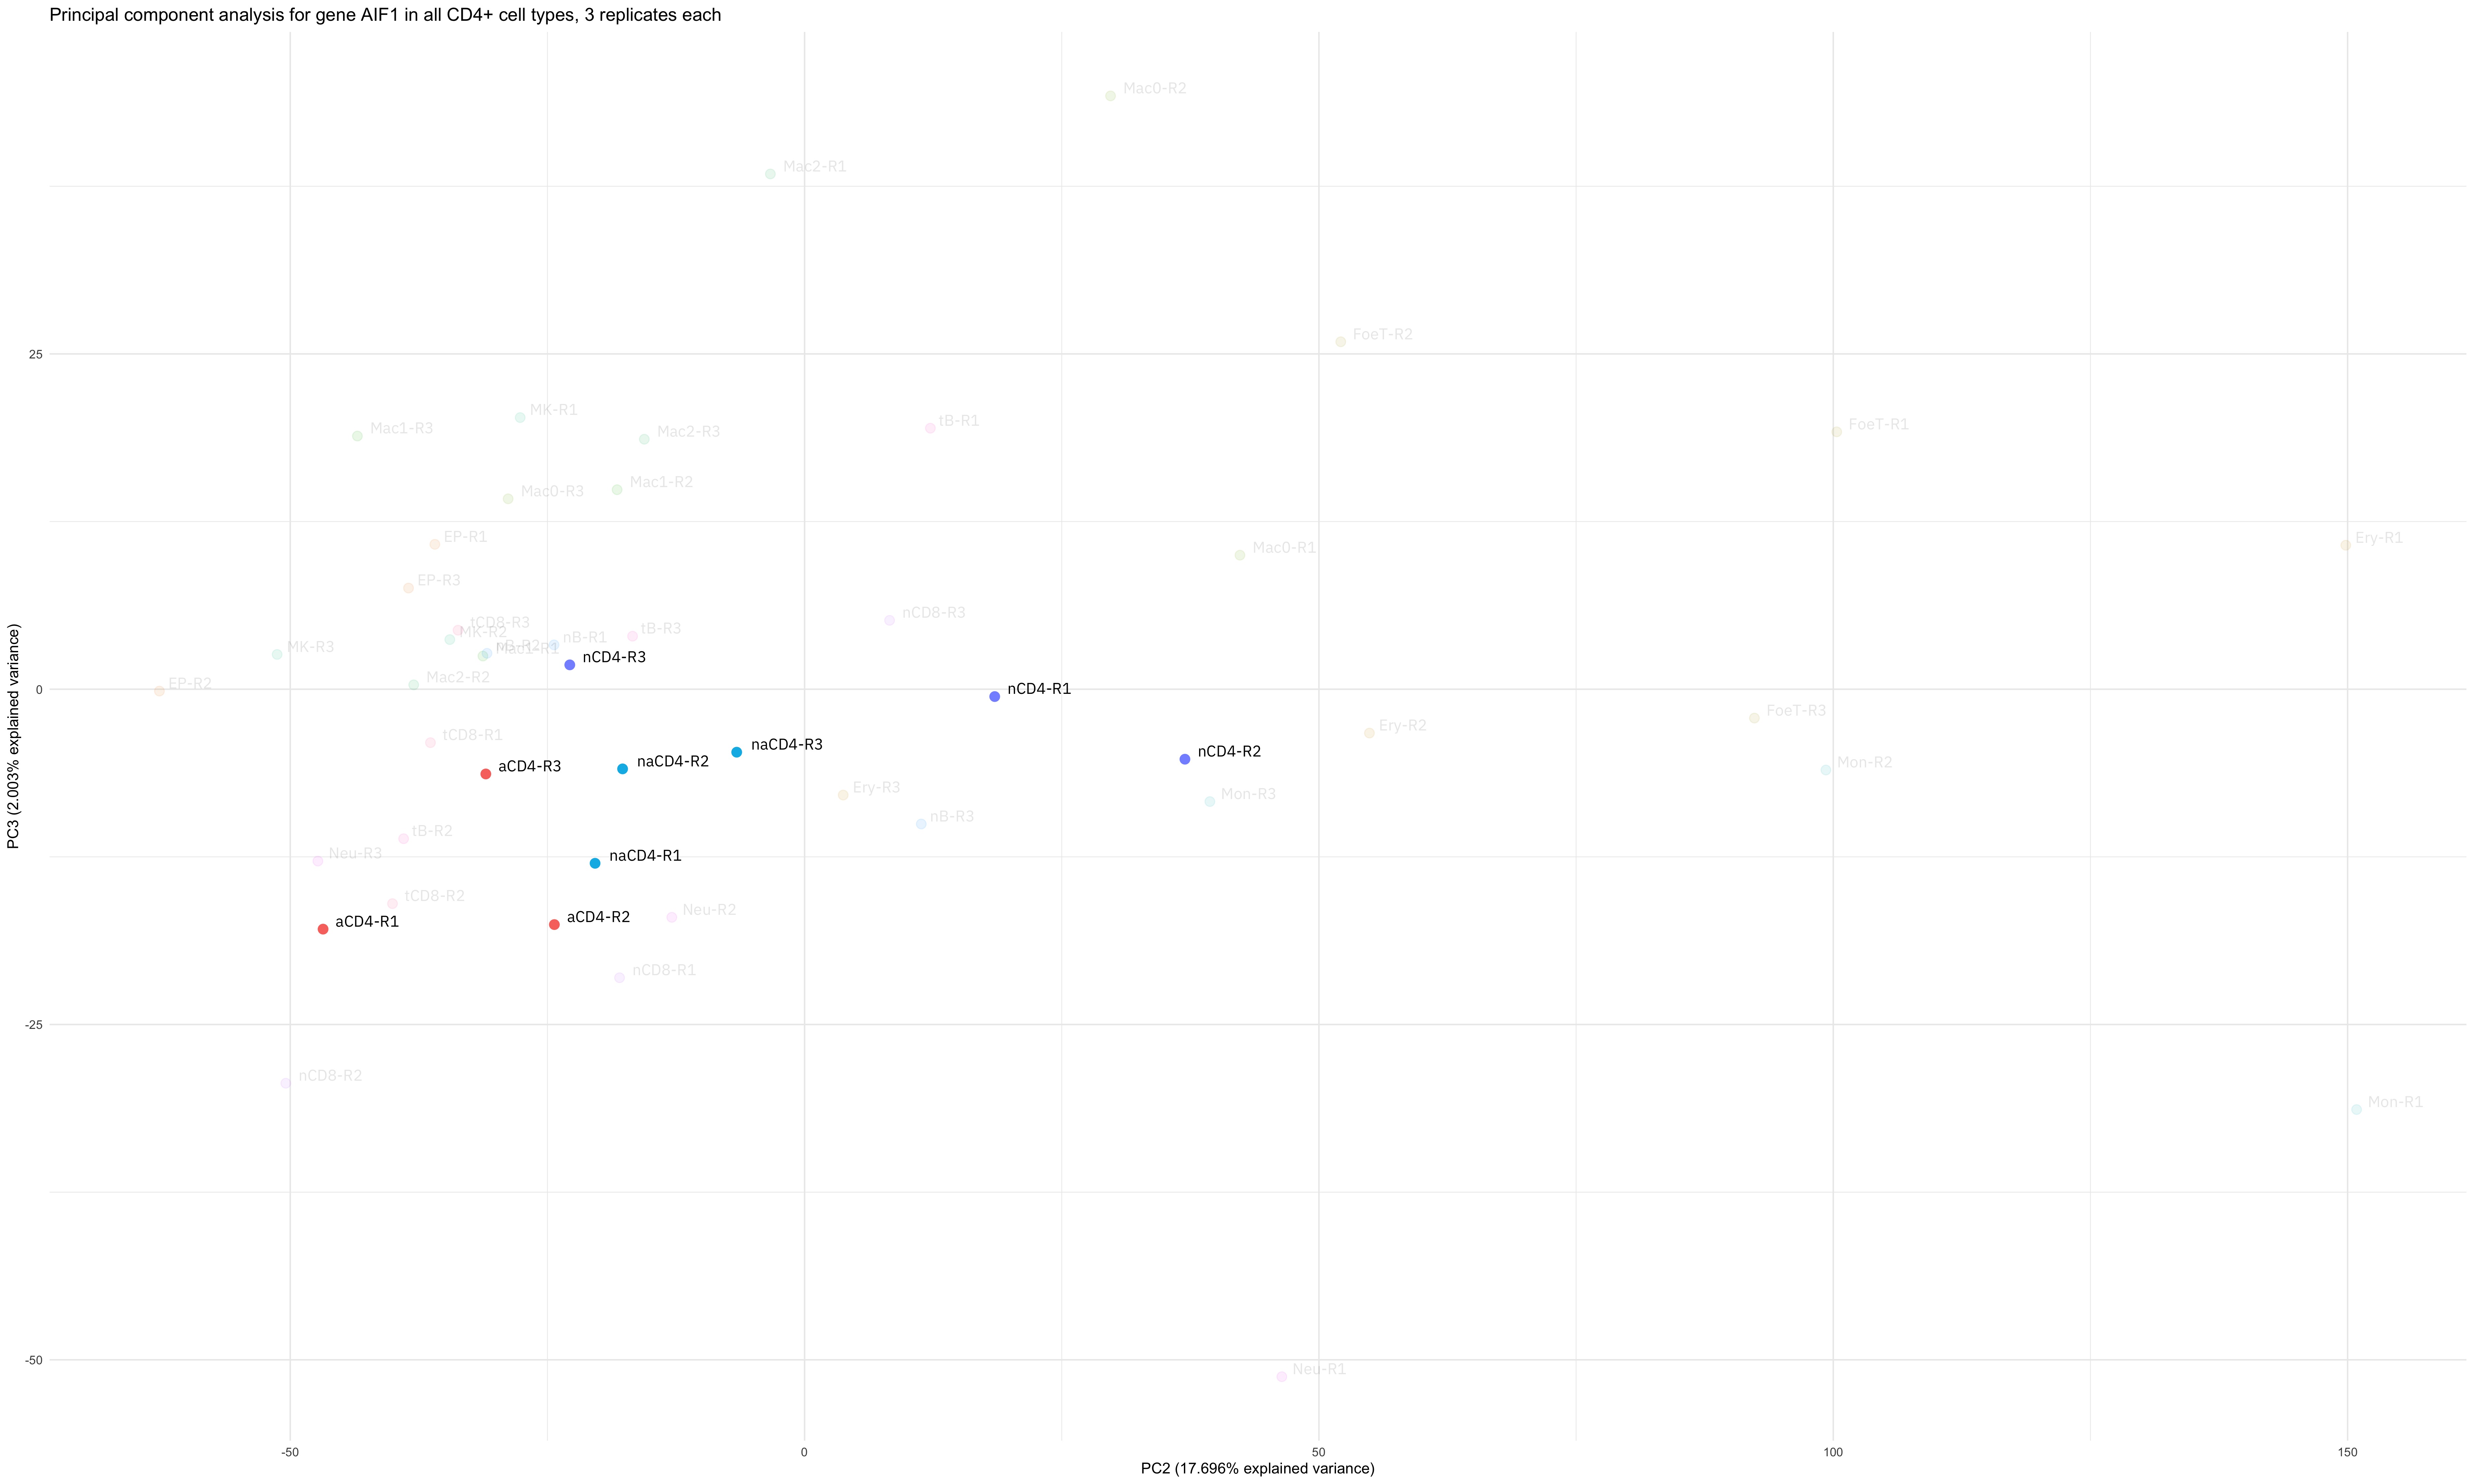 Principal component analysis for gene AIF1 in all CD4+ cell types, 3 replicates each
Mac0-R2
Mac2-R1
FoeT-R2
25
MK-R1
Mac1-R3
Mac2-R3
tB-R1
FoeT-R1
Mac0-R3
Mac1-R2
EP-R1
Mac0-R1
Ery-R1
EP-R3
tCD8-R3
nCD8-R3
MK-R2
tB-R3
nB-R1
nB-R2
Mac1-R1
MK-R3
nCD4-R3
Mac2-R2
EP-R2
0
nCD4-R1
FoeT-R3
Ery-R2
tCD8-R1
naCD4-R3
nCD4-R2
aCD4-R3
naCD4-R2
Mon-R2
Ery-R3
Mon-R3
nB-R3
tB-R2
Neu-R3
naCD4-R1
tCD8-R2
Neu-R2
aCD4-R1
aCD4-R2
nCD8-R1
-25
nCD8-R2
Mon-R1
-50
Neu-R1
PC3 (2.003% explained variance)
-50
0
50
100
150
PC2 (17.696% explained variance)